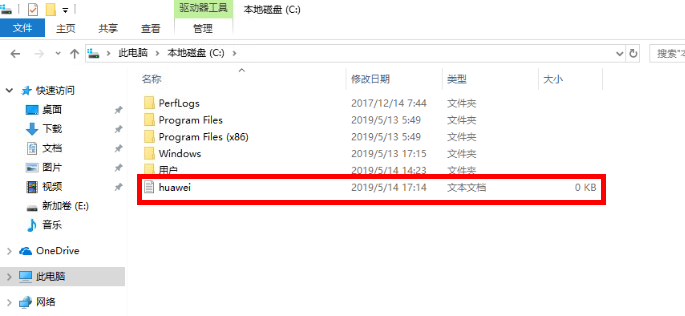 驱动器工具 本地磁盘 (C:)
文件 主页 共享 查看 管理
此电脑 本地磁盘 (C:)
名称 修改日期 类型 大小
快速访问
桌面
下载
文档
图片
视频
新加卷 (E:)
音乐
OneDrive
此电脑
网络
PerfLogs 2017/12/14 7:44 文件夹
Program Files 2019/5/13 5:49 文件夹
Program Files (x86) 2019/5/13 5:49 文件夹
Windows 2019/5/13 17:15 文件夹
用户 2019/5/14 14:23 文件夹
huawei 2019/5/14 17:14 文本文档 0 KB